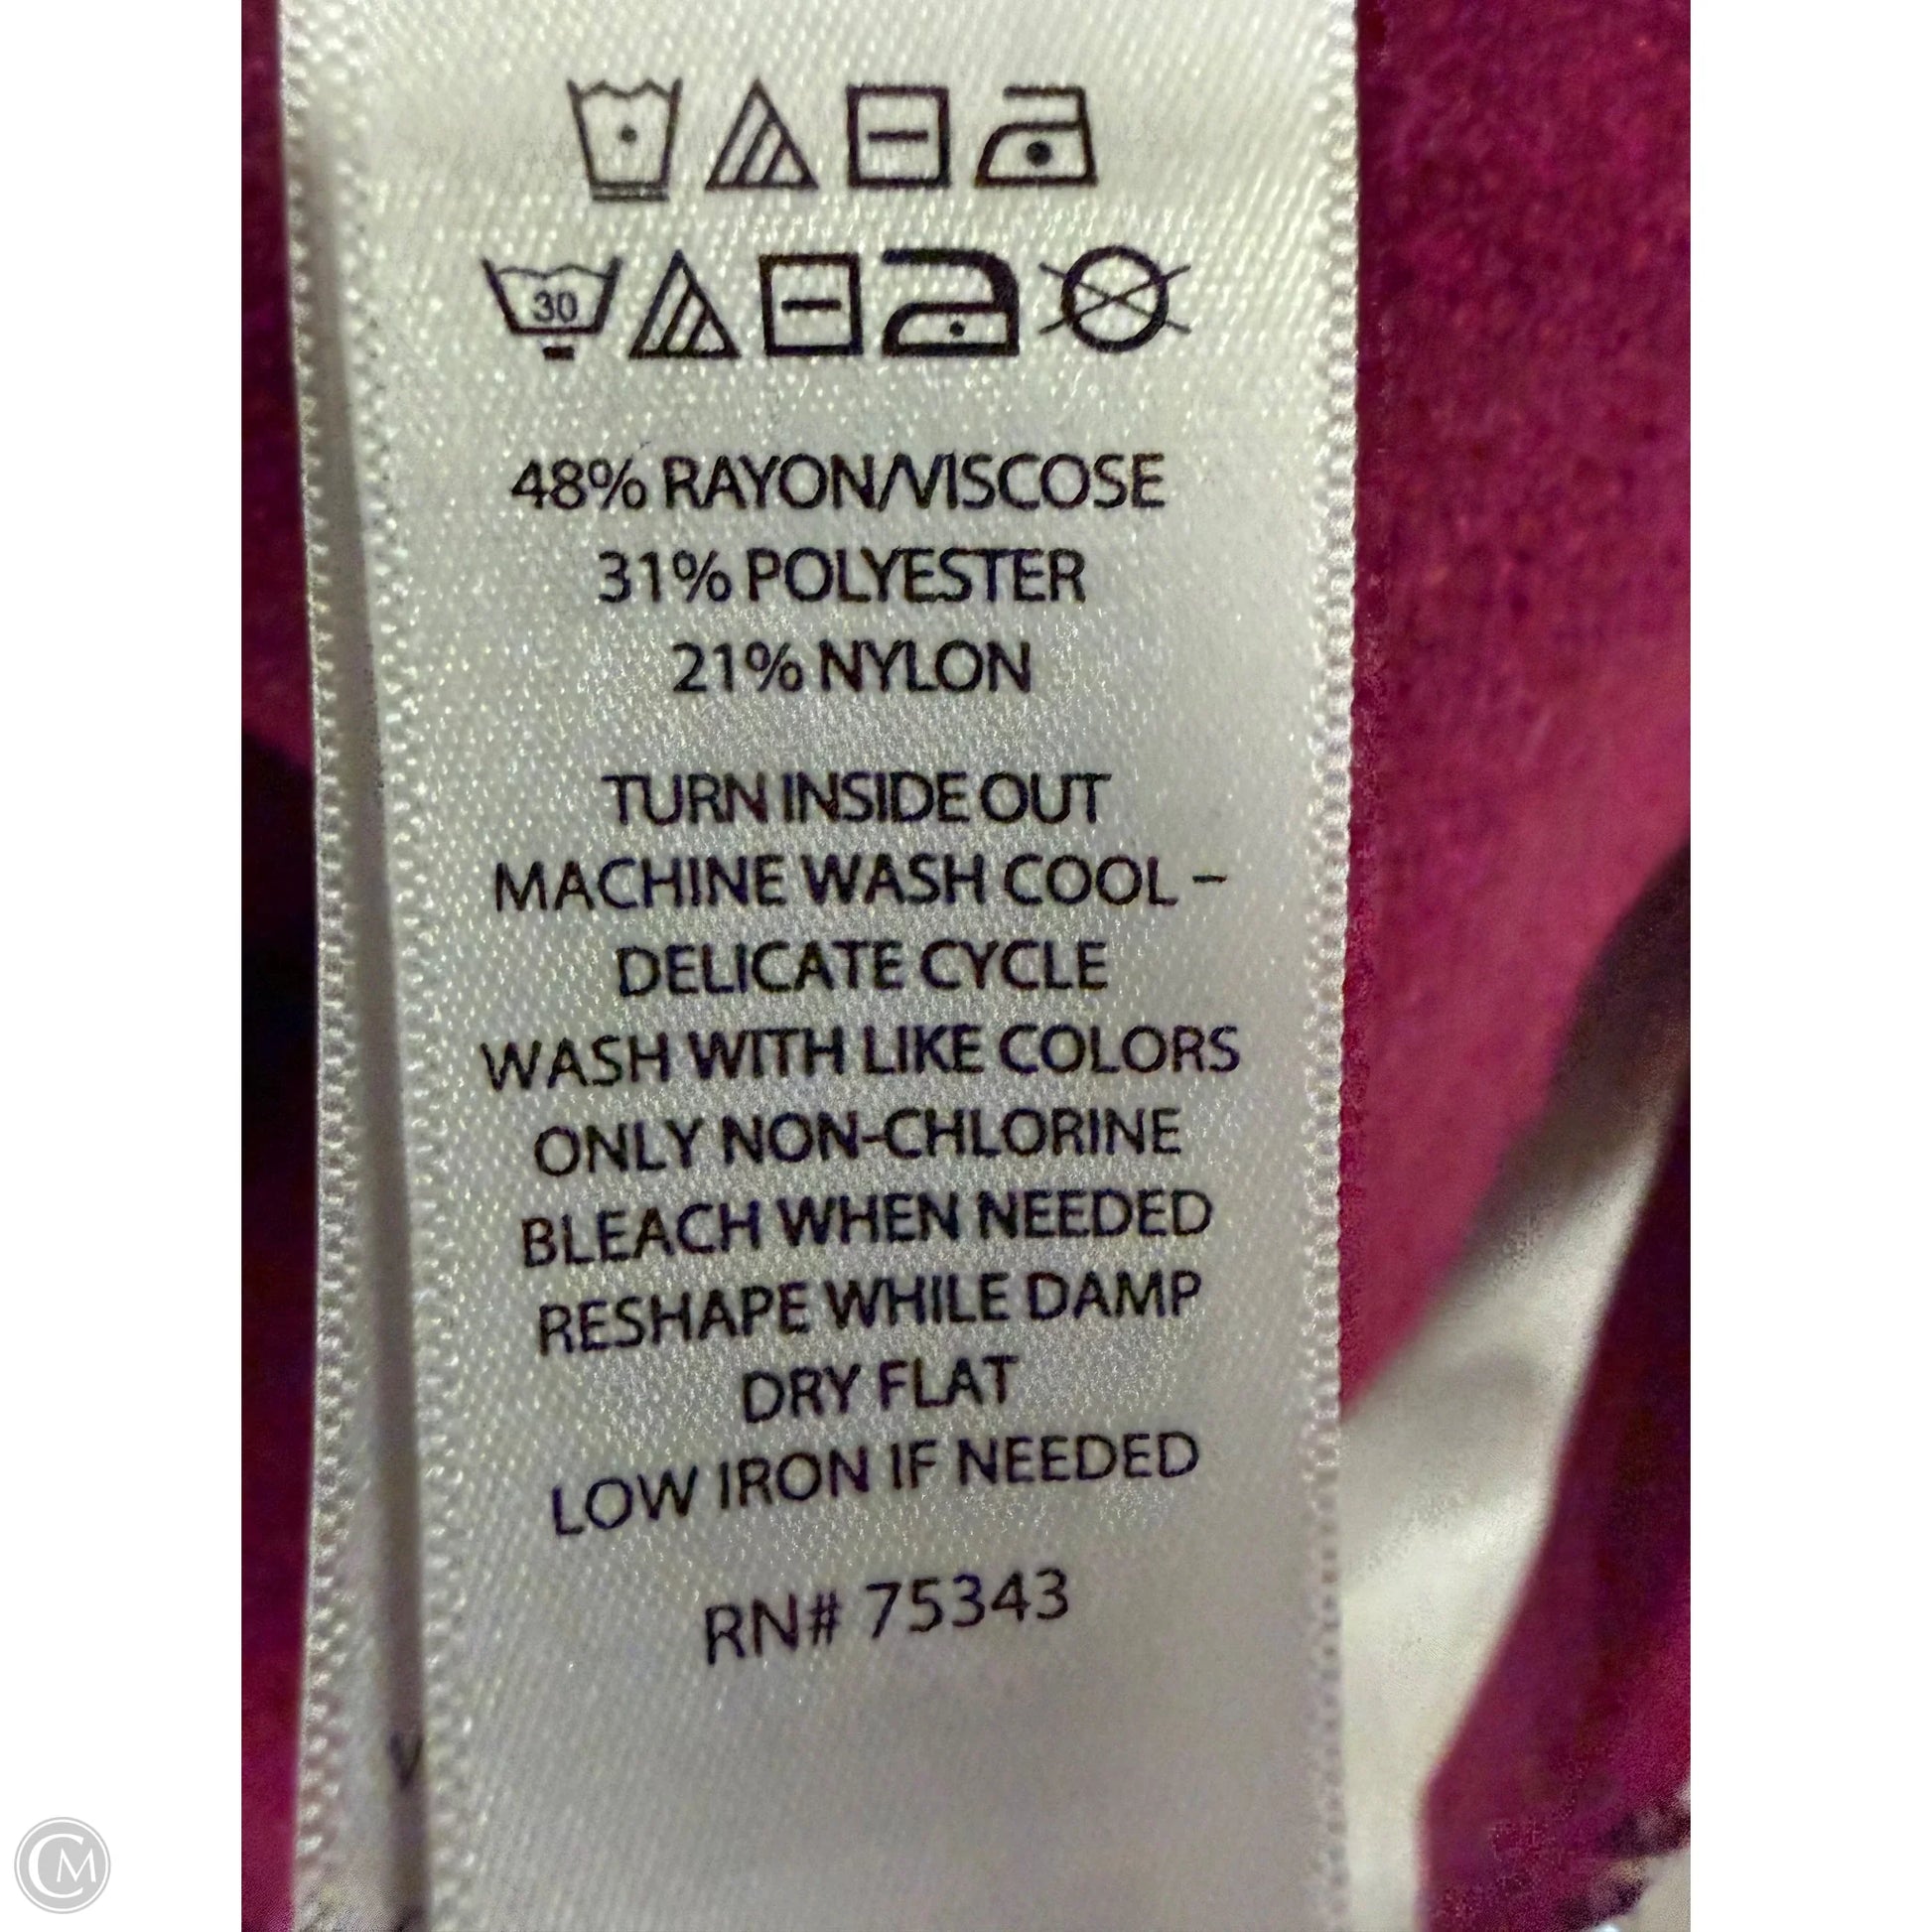 30
48% RAYON/VISCOSE
31% POLYESTER
21% NYLON
TURN INSIDE OUT
MACHINE WASH COOL –
DELICATE CYCLE
WASH WITH LIKE COLORS
ONLY NON-CHLORINE
BLEACH WHEN NEEDED
RESHAPE WHILE DAMP
DRY FLAT
LOW IRON IF NEEDED
RN# 75343
CM